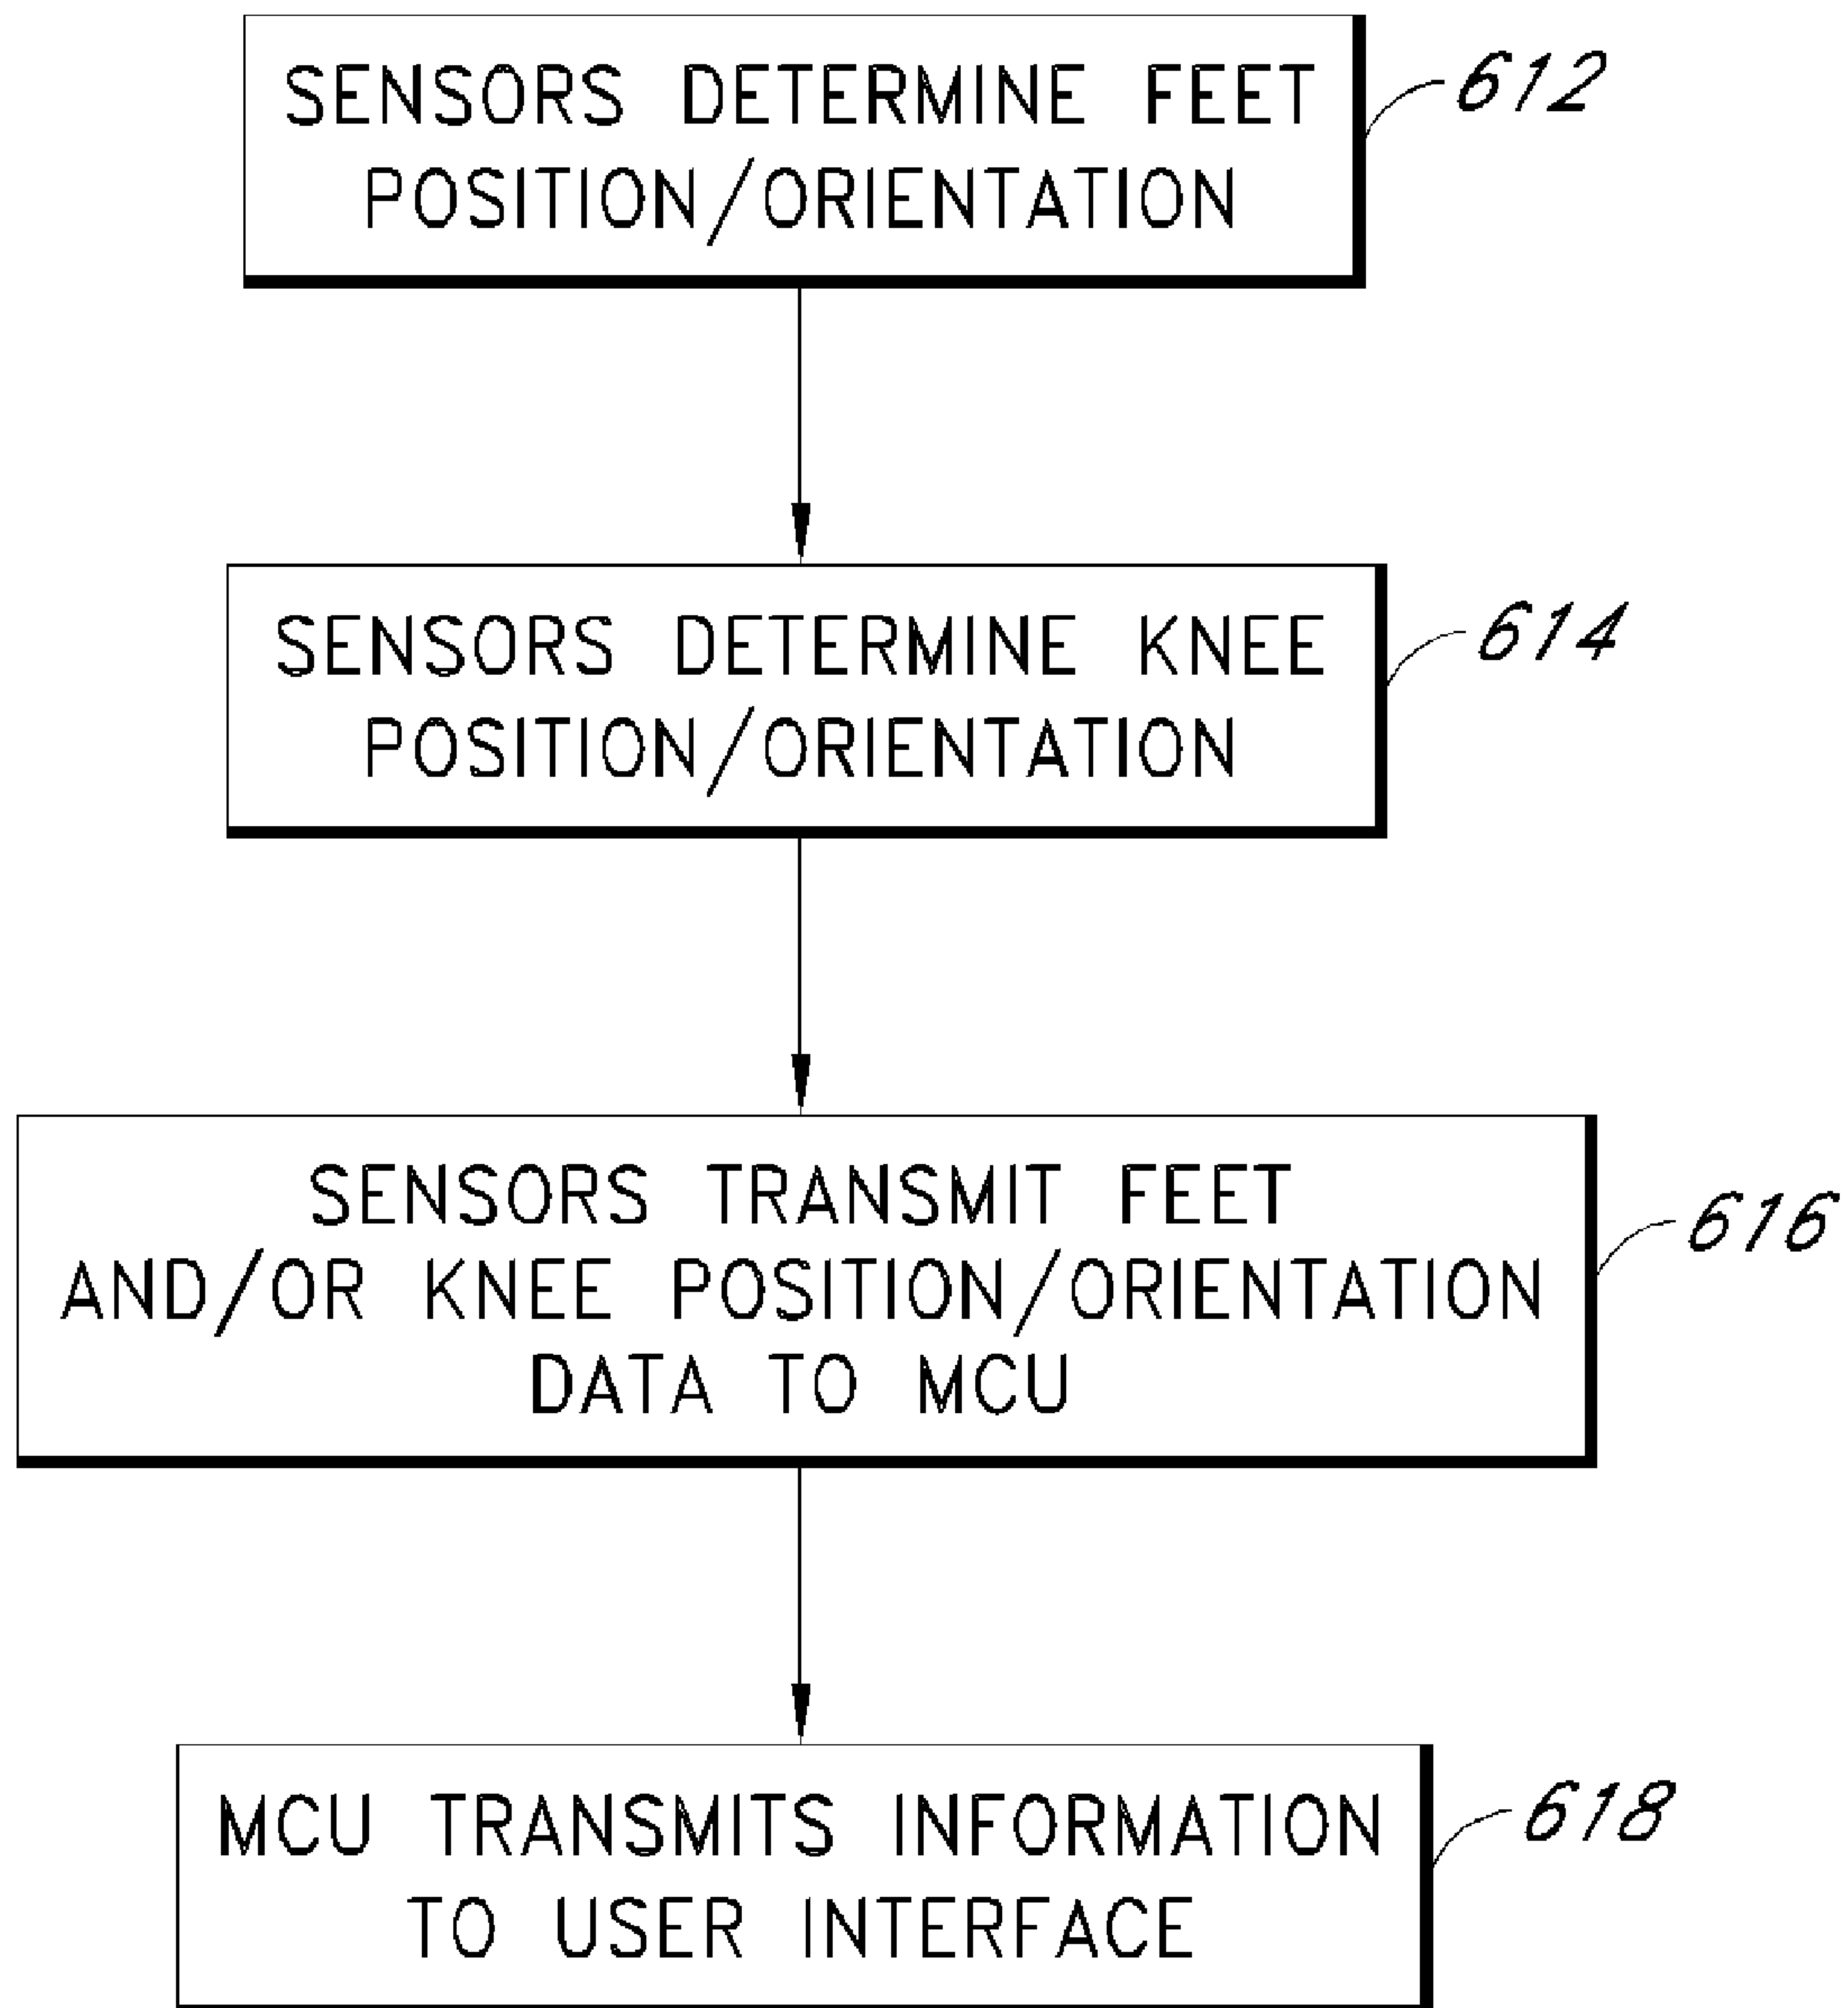 SENSORS DETERMINE FEET
POSITION/ORIENTATION
612
SENSORS DETERMINE KNEE
POSITION/ORIENTATION
614
SENSORS TRANSMIT FEET
AND/OR KNEE POSITION/ORIENTATION
DATA TO MCU
616
MCU TRANSMITS INFORMATION
TO USER INTERFACE
618